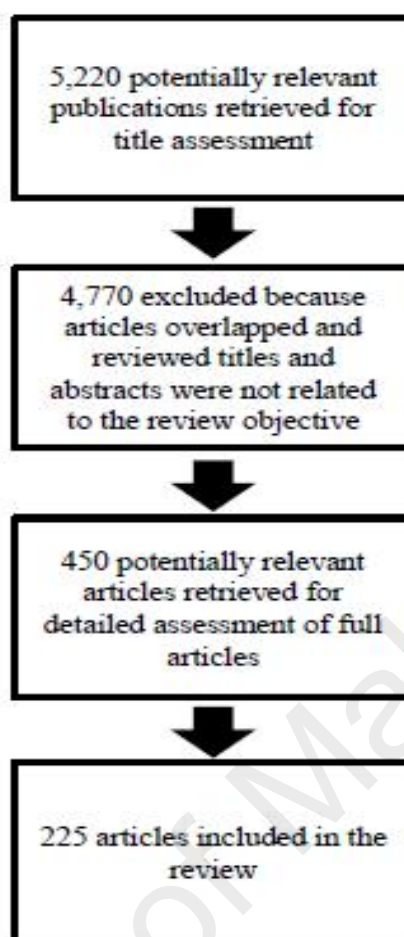 5,220 potentially relevant
publications retrieved for
title assessment
4,770 excluded because
articles overlapped and
reviewed titles and
abstracts were not related
to the review objective
450 potentially relevant
articles retrieved for
detailed assessment of full
articles
225 articles included in the
review
of Mal